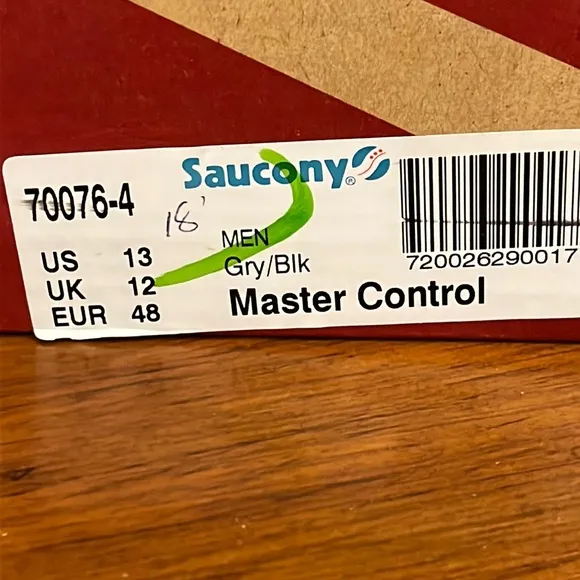 Saucony®
70076-4
18'
MEN
US 13
Gry/Blk
UK 12
Master Control
EUR 48
720026290017